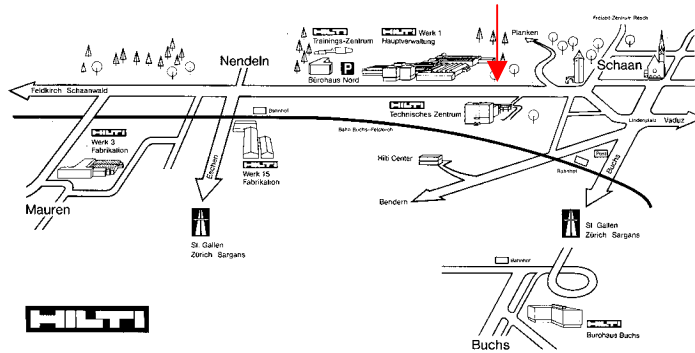 HILTI
Trainings-Zentrum
HILTI Werk 1
Hauptverwaltung
Planken
Freizeit Zentrum Resch
Nendeln
Bürohaus Nord
P
Schaan
Feldkirch Schaanwald
Bahnhof
HILTI
Technisches Zentrum
Lindenplatz
Vaduz
HILTI
Werk 3
Fabrikation
Bahn Buchs-Feldkirch
Hilti Center
Post
Bahnhof
Eschen
HILTI
Werk 15
Fabrikation
Buchs
Mauren
Bendern
St. Gallen
Zürich Sargans
St. Gallen
Zürich Sargans
Bahnhof
HILTI
HILTI
Bürohaus Buchs
Buchs